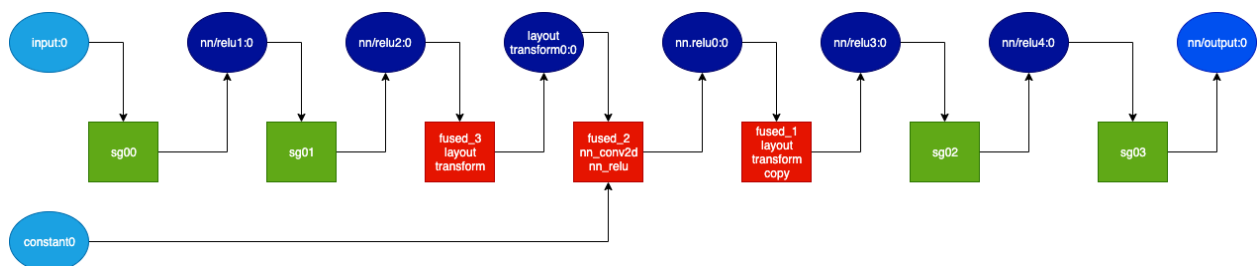 input:0
nn/relu1:0
nn/relu2:0
layout
transform0:0
nn.relu0:0
nn/relu3:0
nn/relu4:0
nn/output:0
sg00
sg01
fused_3
layout
transform
fused_2
nn_conv2d
nn_relu
fused_1
layout
transform
copy
sg02
sg03
constant0